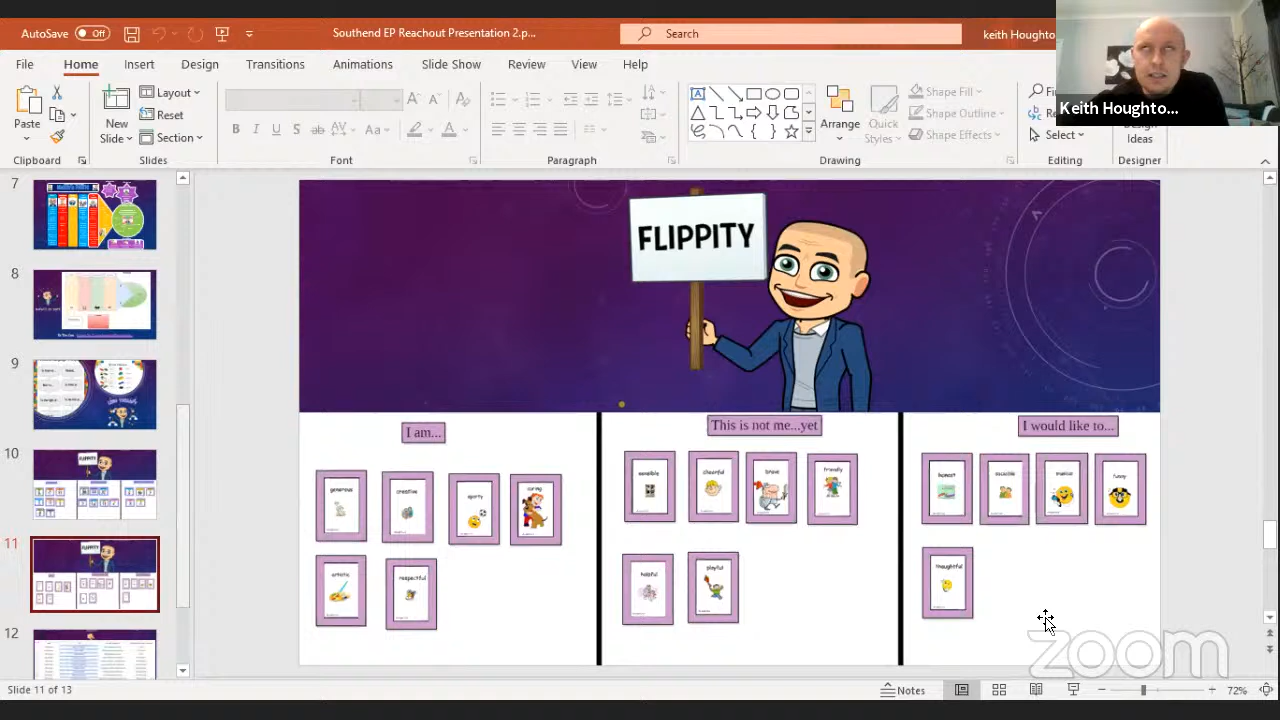 AutoSave Off Southend EP Reachout Presentation 2.p... Search keith Houghto
File Home Insert Design Transitions Animations Slide Show Review View Help
Paste
New
Slide
Layout
Reset
Section
B I U S ab AV Aa A
Arrange
Quick
Styles
Shape Fill
Shape Outline
Shape Effects
Select
Ideas
Keith Houghto...
Clipboard Slides Font Paragraph Drawing Editing Designer
7
8
9
10
11
12
FLIPPITY
I am...
This is not me...yet
I would like to...
generous
creative
sporty
caring
artistic
respectful
sensible
cheerful
brave
friendly
helpful
playful
honest
sociable
musical
funny
thoughtful
zoom
Slide 11 of 13 Notes 72%